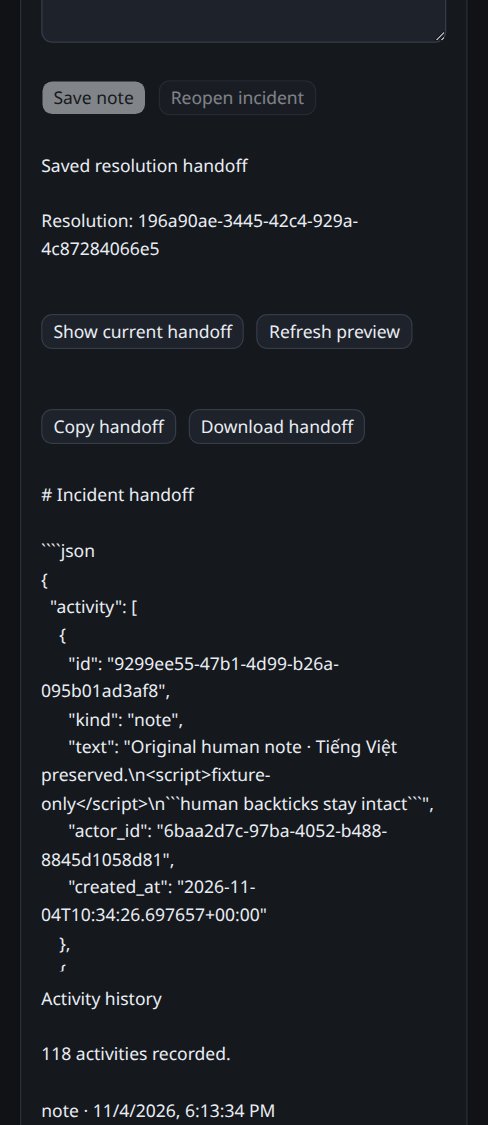 Save note
Reopen incident
Saved resolution handoff
Resolution: 196a90ae-3445-42c4-929a-
4c87284066e5
Show current handoff
Refresh preview
Copy handoff
Download handoff
# Incident handoff
````json
{
"activity": [
{
"id": "9299ee55-47b1-4d99-b26a-
095b01ad3af8",
"kind": "note",
"text": "Original human note · Tiếng Việt
preserved.\n<script>fixture-
only</script>\n```human backticks stay intact```",
"actor_id": "6baa2d7c-97ba-4052-b488-
8845d1058d81",
"created_at": "2026-11-
04T10:34:26.697657+00:00"
},
{
Activity history
118 activities recorded.
note · 11/4/2026, 6:13:34 PM